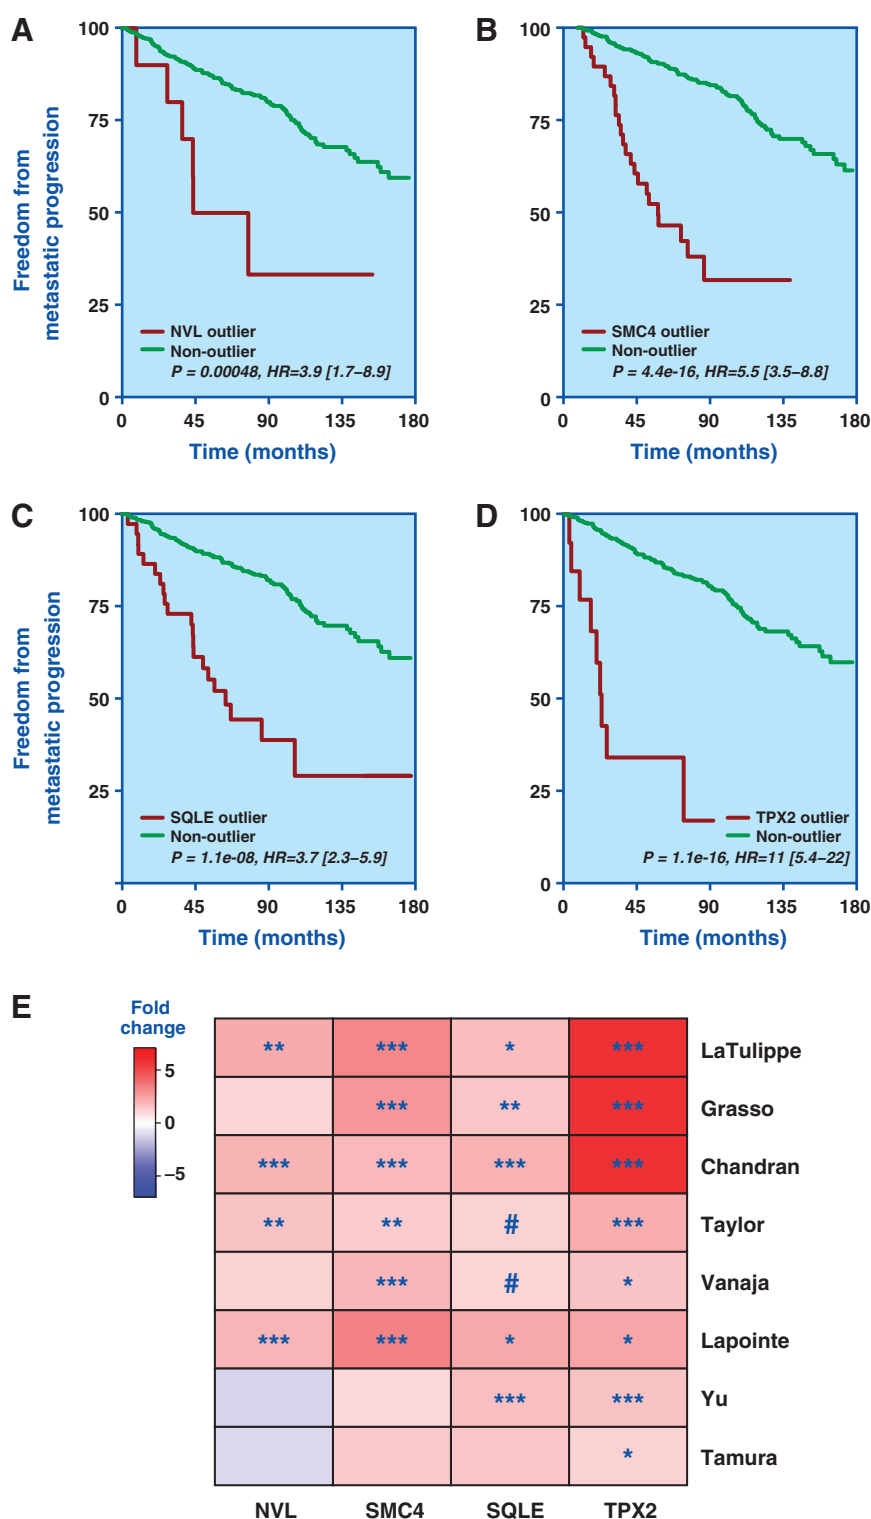 A
B
Freedom from
metastatic progression
100
75
50
25
0
NVL outlier
Non-outlier
P = 0.00048, HR=3.9 [1.7–8.9]
0 45 90 135 180
Time (months)
100
75
50
25
0
SMC4 outlier
Non-outlier
P = 4.4e-16, HR=5.5 [3.5–8.8]
0 45 90 135 180
Time (months)
C
D
Freedom from
metastatic progression
100
75
50
25
SQLE outlier
Non-outlier
P = 1.1e-08, HR=3.7 [2.3–5.9]
0 45 90 135 180
Time (months)
100
75
50
25
0
TPX2 outlier
Non-outlier
P = 1.1e-16, HR=11 [5.4–22]
0 45 90 135 180
Time (months)
E
Fold
change
5
0
–5
** *** * *** LaTulippe
*** ** *** Grasso
*** *** *** *** Chandran
** ** # *** Taylor
*** # * Vanaja
*** *** * * Lapointe
*** *** Yu
* Tamura
NVL SMC4 SQLE TPX2